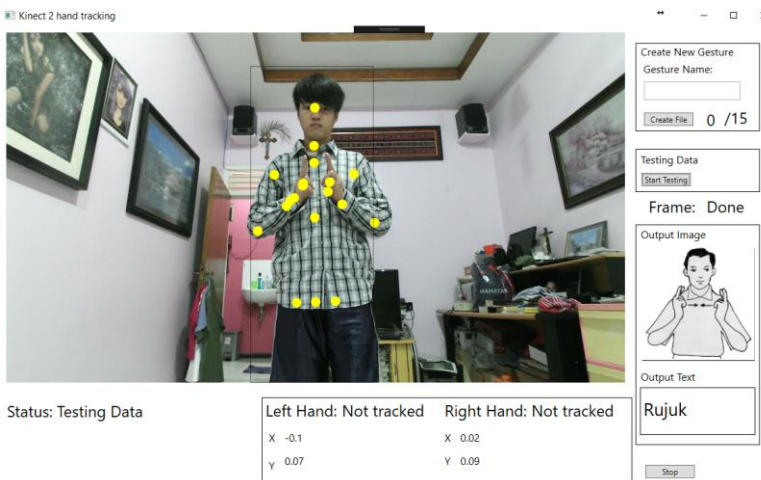 Kinect 2 hand tracking
Create New Gesture
Gesture Name:
Create File 0 /15
Testing Data
Start Testing
Frame: Done
Output Image
Output Text
Rujuk
Stop
Status: Testing Data
Left Hand: Not tracked Right Hand: Not tracked
X -0.1 X 0.02
Y 0.07 Y 0.09